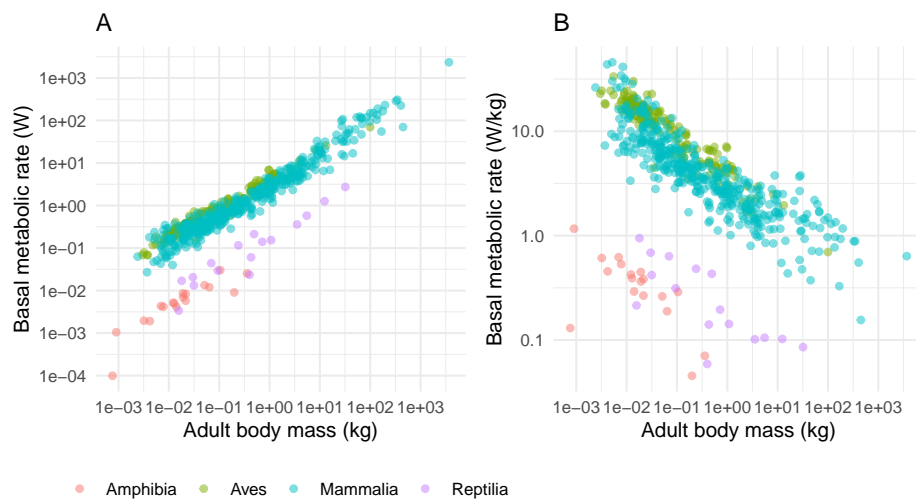 A
B
Basal metabolic rate (W)
1e+03
1e+02
1e+01
1e+00
1e-01
1e-02
1e-03
1e-04
1e-03 1e-02 1e-01 1e+00 1e+01 1e+02 1e+03
Adult body mass (kg)
Basal metabolic rate (W/kg)
10.0
1.0
0.1
1e-03 1e-02 1e-01 1e+00 1e+01 1e+02 1e+03
Adult body mass (kg)
Amphibia Aves Mammalia Reptilia